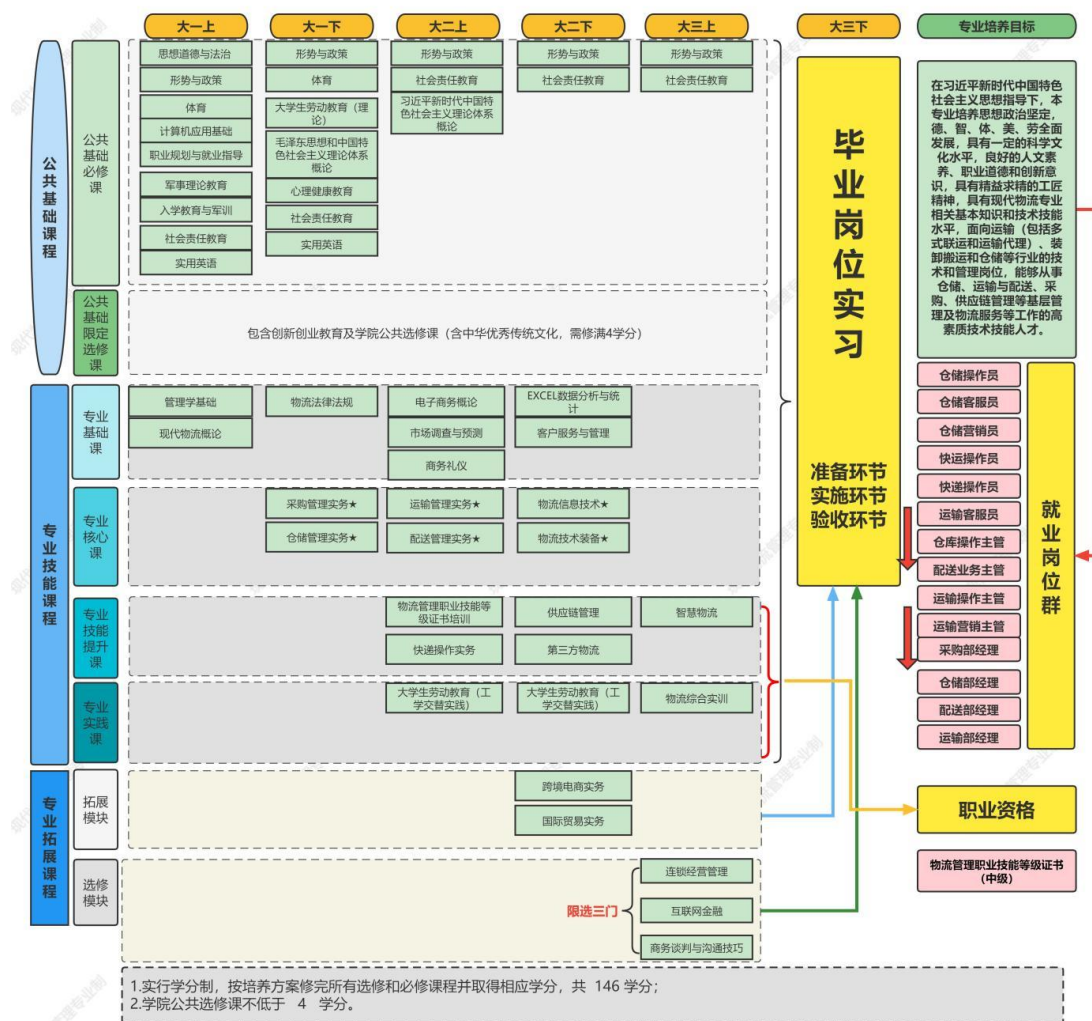 大一上
大一下
大二上
大二下
大三上
大三下
专业培养目标
公共基础课程
公共
基础
必修
课
思想道德与法治
形势与政策
体育
计算机应用基础
职业规划与就业指导
军事理论教育
入学教育与军训
社会责任教育
实用英语
形势与政策
体育
大学生劳动教育（理
论）
毛泽东思想和中国特
色社会主义理论体系
概论
心理健康教育
社会责任教育
实用英语
形势与政策
社会责任教育
习近平新时代中国特
色社会主义理论体系
概论
形势与政策
社会责任教育
形势与政策
社会责任教育
公共
基础
限定
选修
课
包含创新创业教育及学院公共选修课（含中华优秀传统文化，需修满4学分）
专业技能课程
专业
基础
课
管理学基础
现代物流概论
物流法律法规
电子商务概论
市场调查与预测
商务礼仪
EXCEL数据分析与统
计
客户服务与管理
专业
核心
课
采购管理实务★
仓储管理实务★
运输管理实务★
配送管理实务★
物流信息技术★
物流技术装备★
专业
技能
提升
课
物流管理职业技能等
级证书培训
快递操作实务
供应链管理
第三方物流
智慧物流
专业
实践
课
大学生劳动教育（工
学交替实践）
大学生劳动教育（工
学交替实践）
物流综合实训
专业拓展课程
拓展
模块
跨境电商实务
国际贸易实务
选修
模块
限选三门
连锁经营管理
互联网金融
商务谈判与沟通技巧
毕业岗位实习
准备环节
实施环节
验收环节
在习近平新时代中国特色
社会主义思想指导下，本
专业培养思想政治坚定，
德、智、体、美、劳全面
发展，具有一定的科学文
化水平，良好的人文素
养、职业道德和创新意
识，具有精益求精的工匠
精神，具有现代物流专业
相关基本知识和技术技能
水平，面向运输（包括多
式联运和运输代理）、装
卸搬运和仓储等行业的技
术和管理岗位，能够从事
仓储、运输与配送、采
购、供应链管理等基层管
理及物流服务等工作的高
素质技术技能人才。
仓储操作员
仓储客服员
仓储营销员
快运操作员
快递操作员
运输客服员
仓库操作主管
配送业务主管
运输操作主管
运输营销主管
采购部经理
仓储部经理
配送部经理
运输部经理
就业岗位群
职业资格
物流管理职业技能等级证书
（中级）
1.实行学分制，按培养方案修完所有选修和必修课程并取得相应学分，共 146 学分；
2.学院公共选修课不低于 4 学分。